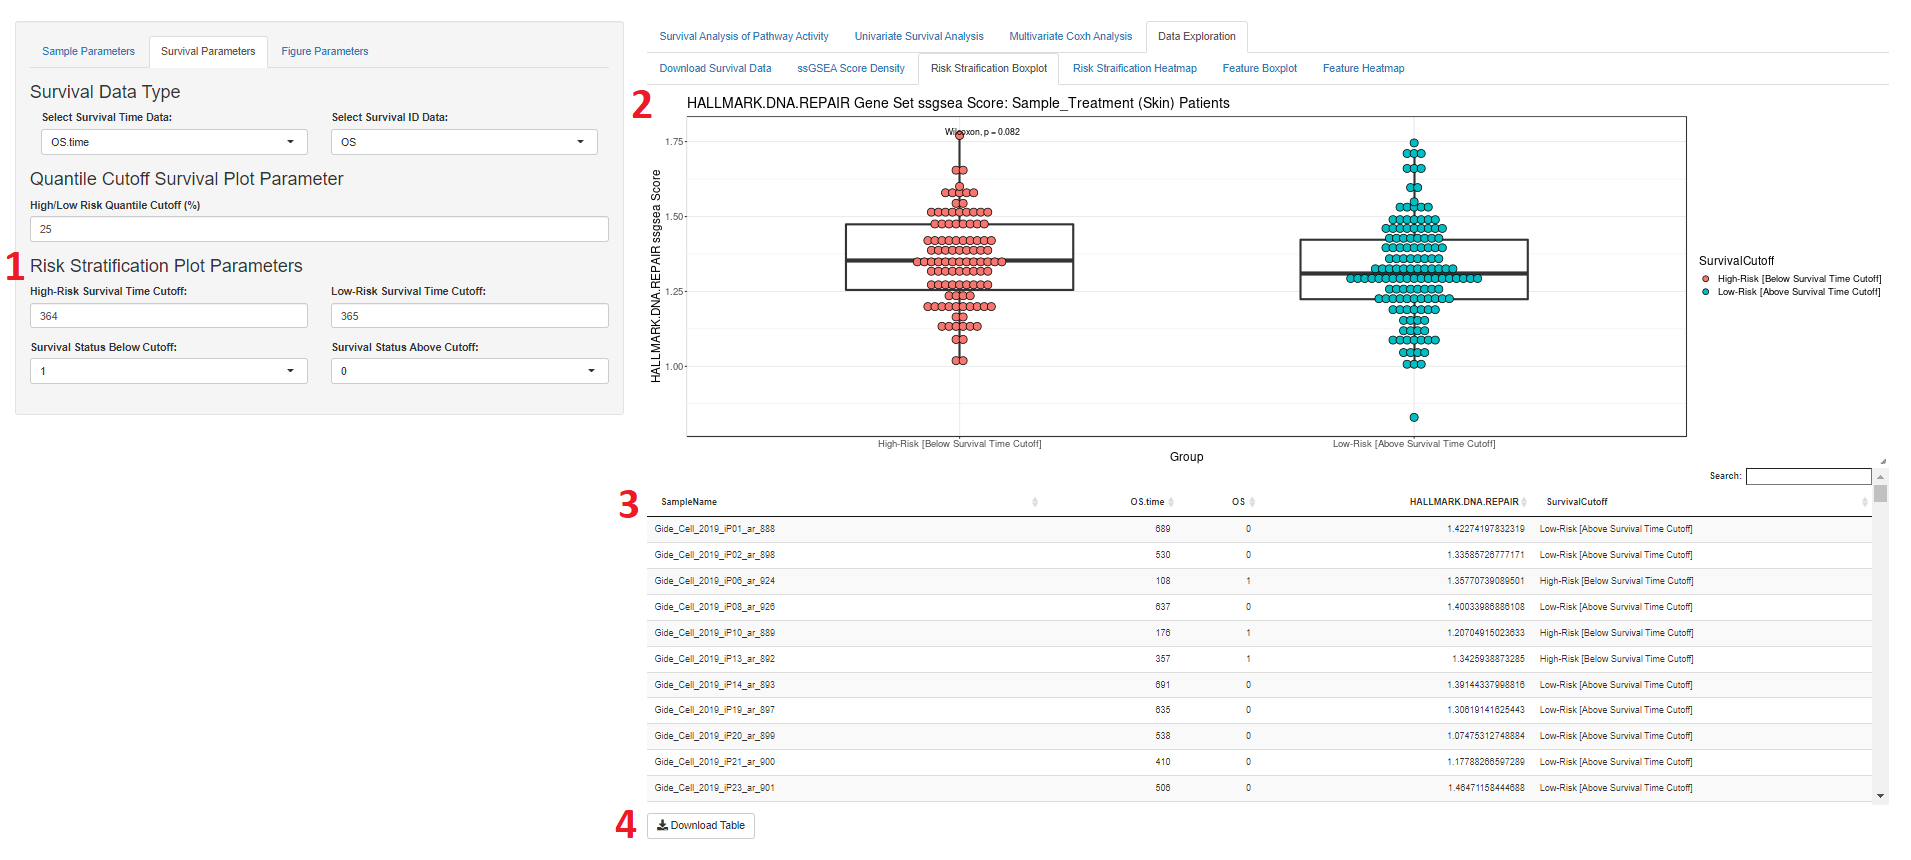 Sample Parameters Survival Parameters Figure Parameters
Survival Data Type
Select Survival Time Data: Select Survival ID Data:
OS.time OS
Quantile Cutoff Survival Plot Parameter
High/Low Risk Quantile Cutoff (%)
25
1 Risk Stratification Plot Parameters
High-Risk Survival Time Cutoff: Low-Risk Survival Time Cutoff:
364 365
Survival Status Below Cutoff: Survival Status Above Cutoff:
1 0
Survival Analysis of Pathway Activity Univariate Survival Analysis Multivariate Coxh Analysis Data Exploration
Download Survival Data ssGSEA Score Density Risk Straification Boxplot Risk Straification Heatmap Feature Boxplot Feature Heatmap
2 HALLMARK.DNA.REPAIR Gene Set ssgsea Score: Sample_Treatment (Skin) Patients
Wilcoxon, p = 0.082
HALLMARK.DNA.REPAIR ssgsea Score
1.75
1.50
1.25
1.00
High-Risk [Below Survival Time Cutoff] Low-Risk [Above Survival Time Cutoff]
Group
SurvivalCutoff
High-Risk [Below Survival Time Cutoff]
Low-Risk [Above Survival Time Cutoff]
Search:
3 SampleName OS.time OS HALLMARK.DNA.REPAIR SurvivalCutoff
Gide_Cell_2019_iP01_ar_888 689 0 1.42274197832319 Low-Risk [Above Survival Time Cutoff]
Gide_Cell_2019_iP02_ar_898 530 0 1.33585726777171 Low-Risk [Above Survival Time Cutoff]
Gide_Cell_2019_iP06_ar_924 108 1 1.35770739089501 High-Risk [Below Survival Time Cutoff]
Gide_Cell_2019_iP08_ar_926 637 0 1.40033986886108 Low-Risk [Above Survival Time Cutoff]
Gide_Cell_2019_iP10_ar_889 176 1 1.20704915023633 High-Risk [Below Survival Time Cutoff]
Gide_Cell_2019_iP13_ar_892 357 1 1.3425938873285 High-Risk [Below Survival Time Cutoff]
Gide_Cell_2019_iP14_ar_893 691 0 1.39144337998816 Low-Risk [Above Survival Time Cutoff]
Gide_Cell_2019_iP19_ar_897 635 0 1.30619141625443 Low-Risk [Above Survival Time Cutoff]
Gide_Cell_2019_iP20_ar_899 538 0 1.07475312748884 Low-Risk [Above Survival Time Cutoff]
Gide_Cell_2019_iP21_ar_900 410 0 1.17788266597289 Low-Risk [Above Survival Time Cutoff]
Gide_Cell_2019_iP23_ar_901 506 0 1.46471158444688 Low-Risk [Above Survival Time Cutoff]
4 Download Table